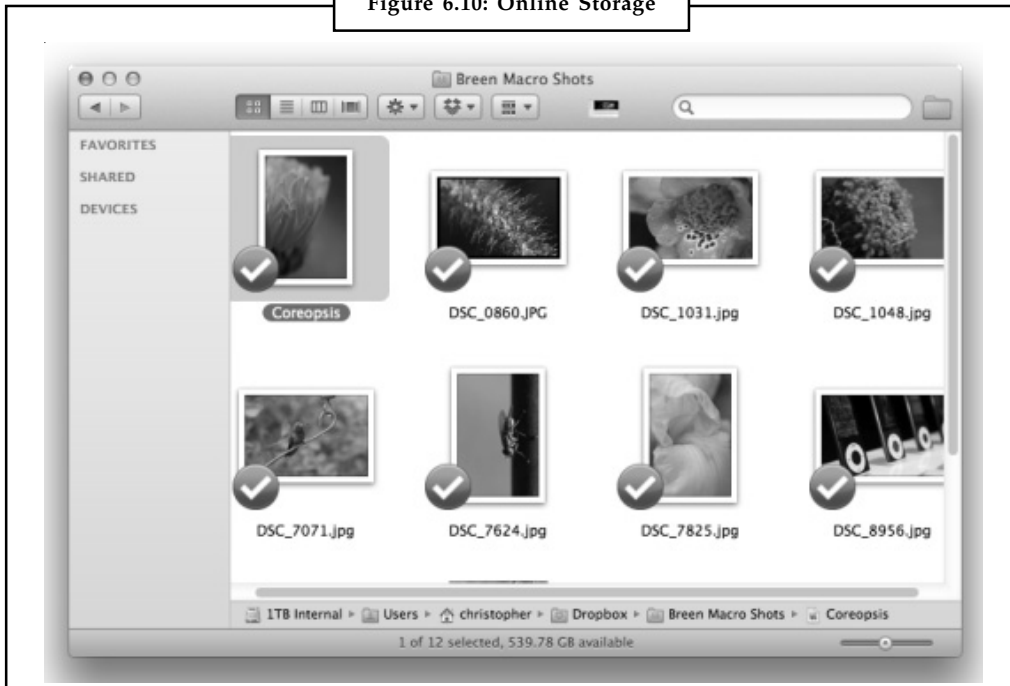 Figure 6.10: Online Storage
Breen Macro Shots
FAVORITES
SHARED
DEVICES
Coreopsis
DSC_0860.JPG
DSC_1031.jpg
DSC_1048.jpg
DSC_7071.jpg
DSC_7624.jpg
DSC_7825.jpg
DSC_8956.jpg
1TB Internal ▸ Users ▸ christopher ▸ Dropbox ▸ Breen Macro Shots ▸ Coreopsis
1 of 12 selected, 539.78 GB available